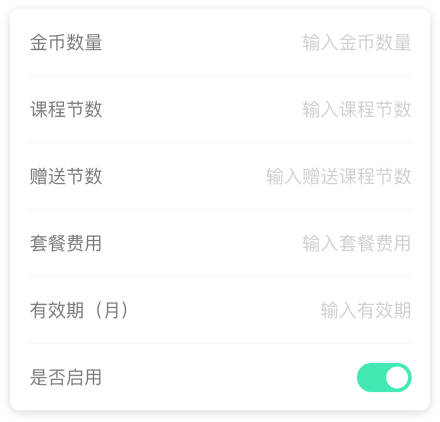 金币数量 输入金币数量
课程节数 输入课程节数
赠送节数 输入赠送课程节数
套餐费用 输入套餐费用
有效期（月） 输入有效期
是否启用